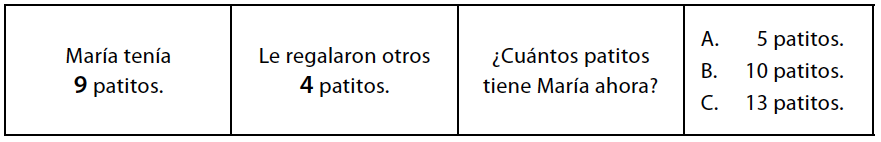 María tenía
9 patitos.
Le regalaron otros
4 patitos.
¿Cuántos patitos
tiene María ahora?
A. 5 patitos.
B. 10 patitos.
C. 13 patitos.